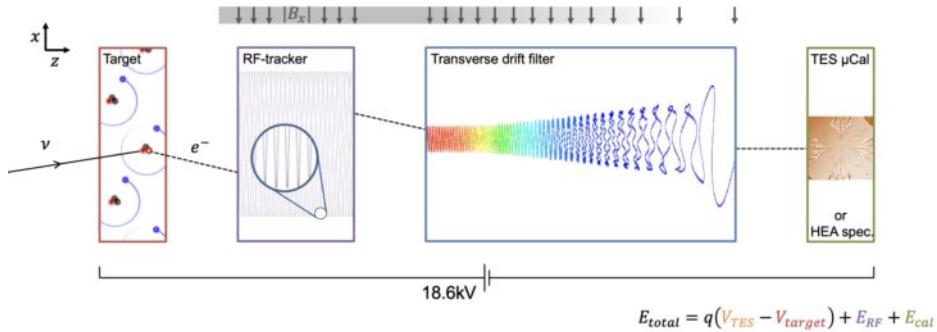 B_x
x
z
Target
RF-tracker
Transverse drift filter
TES µCal
ν
e⁻
or
HEA spec.
18.6kV
E_total = q(V_TES − V_target) + E_RF + E_cal